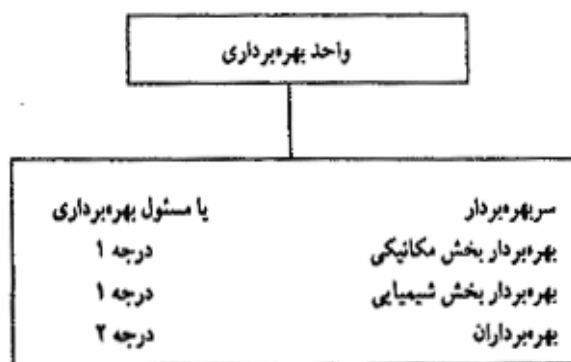 واحد بهره‌برداری
سربهره‌بردار یا مسئول بهره‌برداری
بهره‌بردار بخش مکانیکی درجه ۱
بهره‌بردار بخش شیمیایی درجه ۱
بهره‌برداران درجه ۲